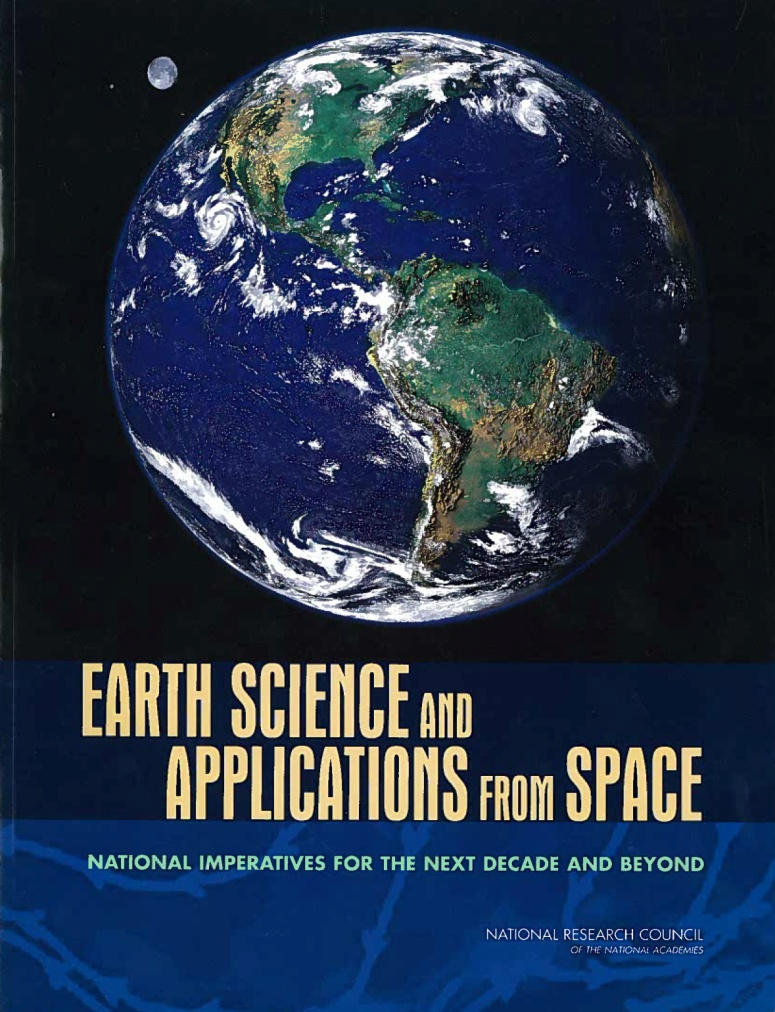 EARTH SCIENCE AND
APPLICATIONS FROM SPACE
NATIONAL IMPERATIVES FOR THE NEXT DECADE AND BEYOND
NATIONAL RESEARCH COUNCIL
OF THE NATIONAL ACADEMIES